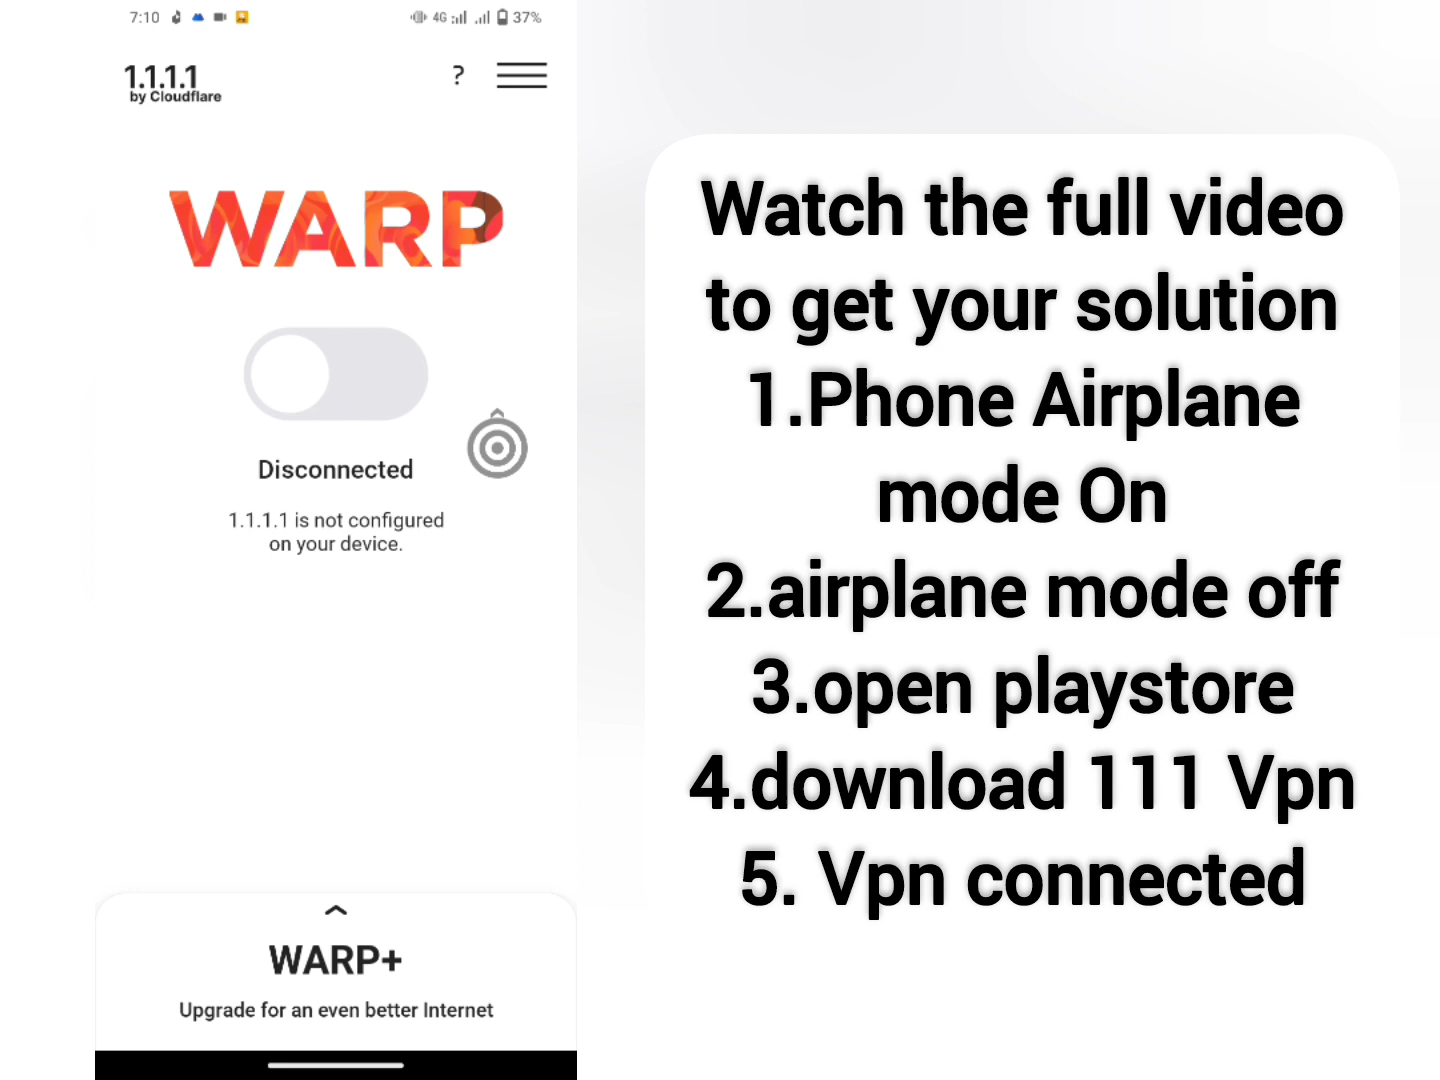 7:10 4G 37%
1.1.1.1 ?
by Cloudflare
WARP
Disconnected
1.1.1.1 is not configured
on your device.
WARP+
Upgrade for an even better Internet
Watch the full video
to get your solution
1.Phone Airplane
mode On
2.airplane mode off
3.open playstore
4.download 111 Vpn
5. Vpn connected